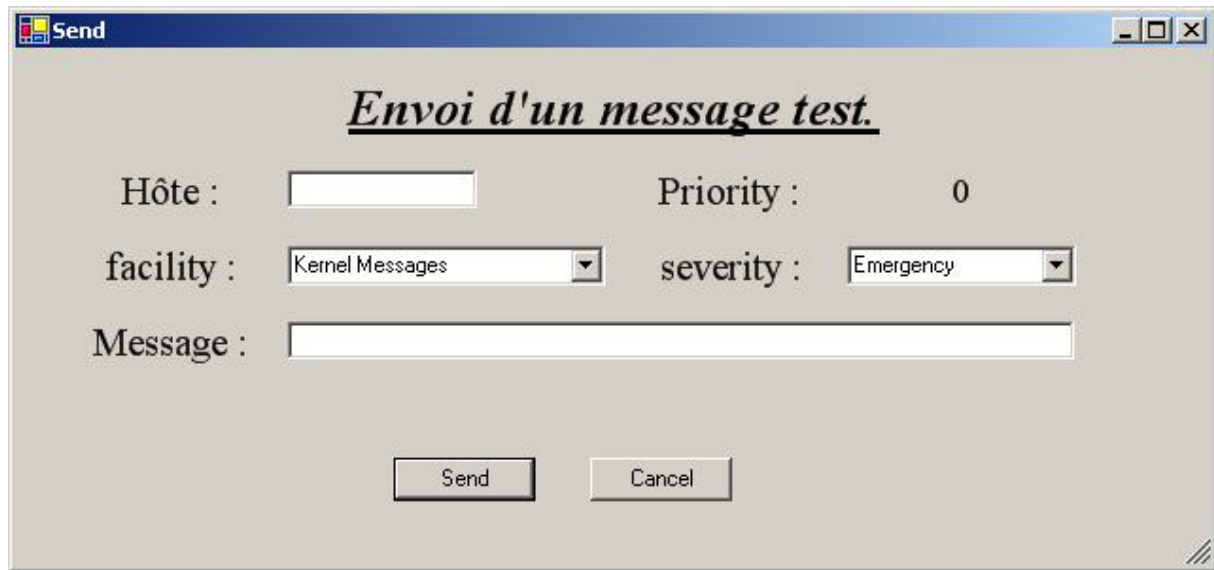 Send
Envoi d'un message test.
Hôte : Priority : 0
facility : Kernel Messages severity : Emergency
Message :
Send Cancel